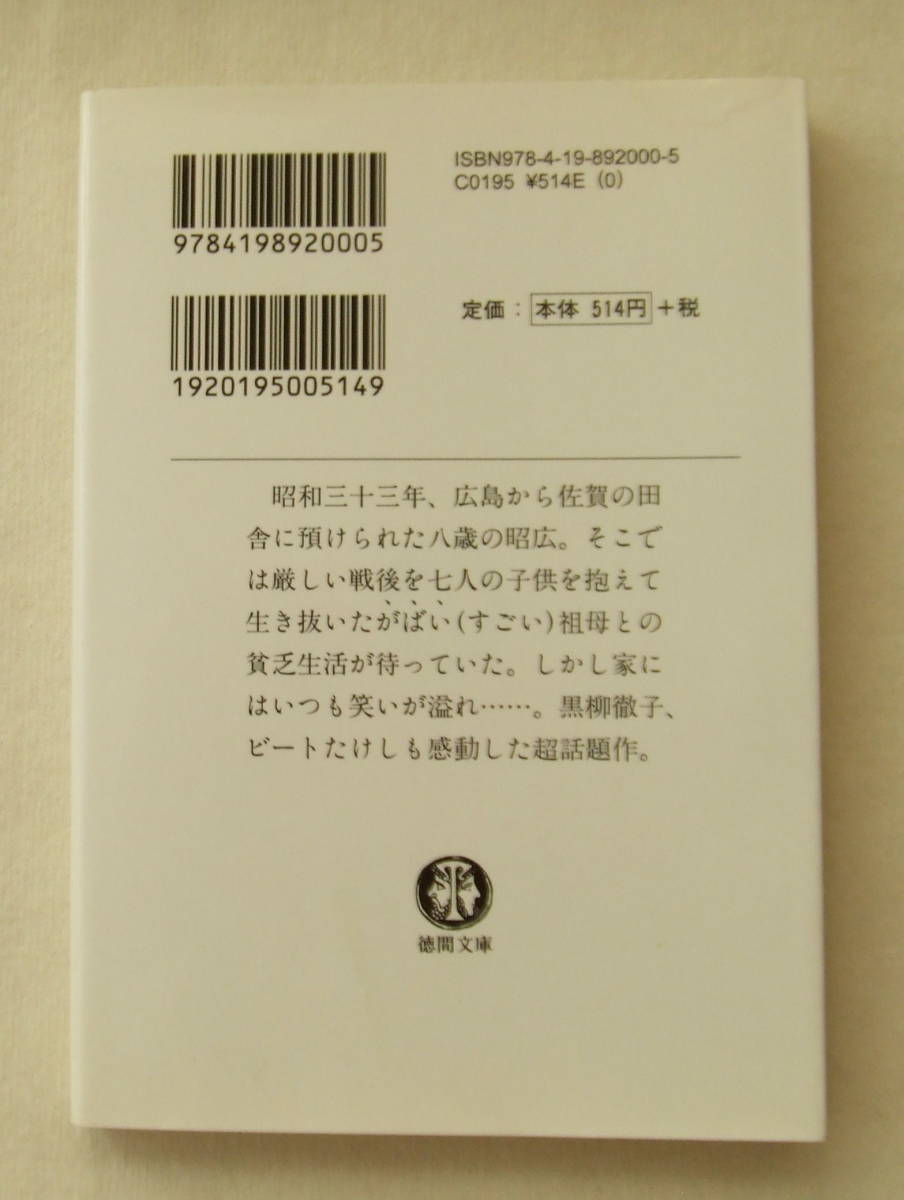 ISBN978-4-19-892000-5
C0195 ¥514E (0)
9784198920005
定価：本体 514円＋税
1920195005149
昭和三十三年、広島から佐賀の田
舎に預けられた八歳の昭広。そこで
は厳しい戦後を七人の子供を抱えて
生き抜いたがばい(すごい)祖母との
貧乏生活が待っていた。しかし家に
はいつも笑いが溢れ……。黒柳徹子、
ビートたけしも感動した超話題作。
T
徳間文庫